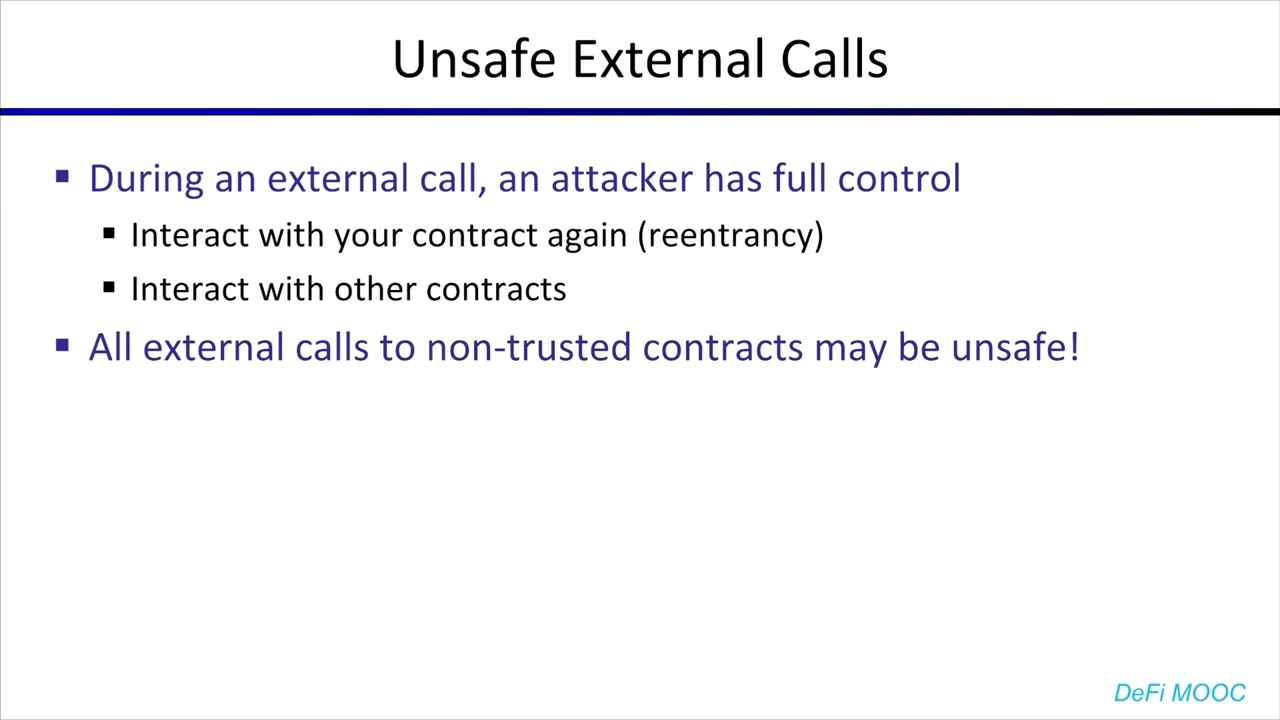 Unsafe External Calls
▪ During an external call, an attacker has full control
▪ Interact with your contract again (reentrancy)
▪ Interact with other contracts
▪ All external calls to non-trusted contracts may be unsafe!
DeFi MOOC